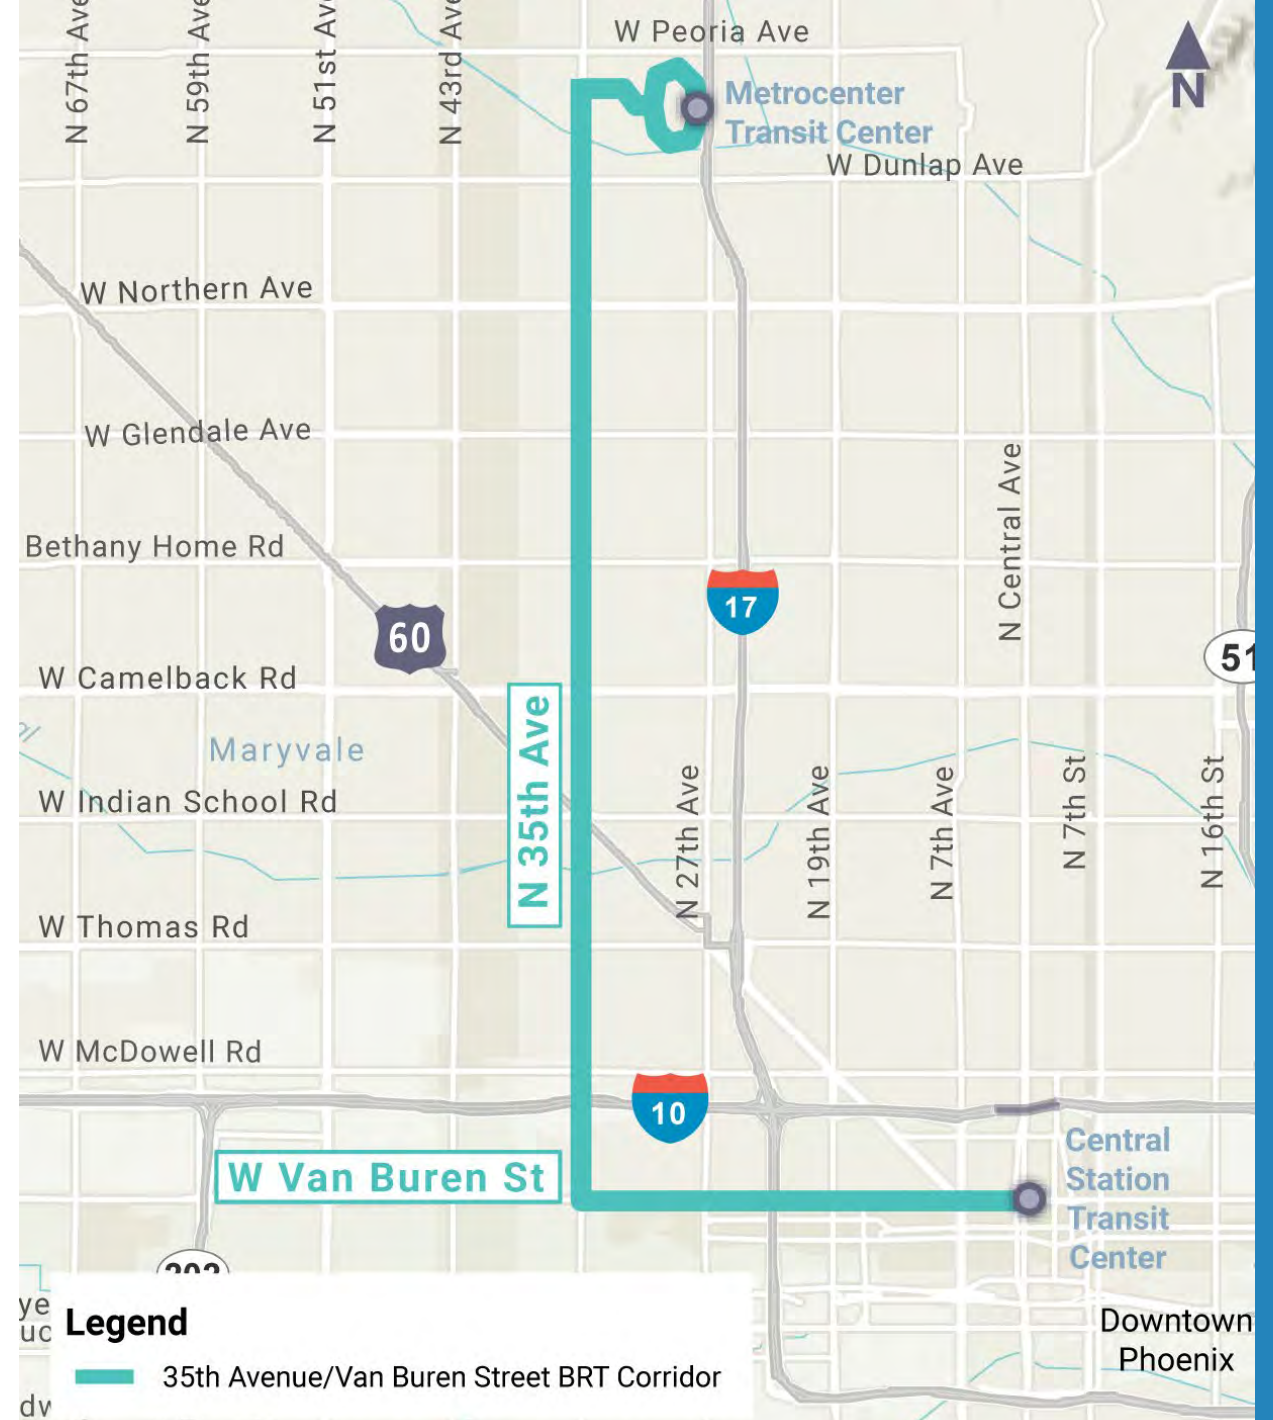 W Peoria Ave
N 67th Ave
N 59th Ave
N 51st Ave
N 43rd Ave
N
Metrocenter
Transit Center
W Dunlap Ave
W Northern Ave
W Glendale Ave
Bethany Home Rd
N Central Ave
17
60
51
W Camelback Rd
N 35th Ave
Maryvale
W Indian School Rd
N 27th Ave
N 19th Ave
N 7th Ave
N 7th St
N 16th St
W Thomas Rd
W McDowell Rd
10
W Van Buren St
Central
Station
Transit
Center
202
Legend
35th Avenue/Van Buren Street BRT Corridor
Downtown
Phoenix